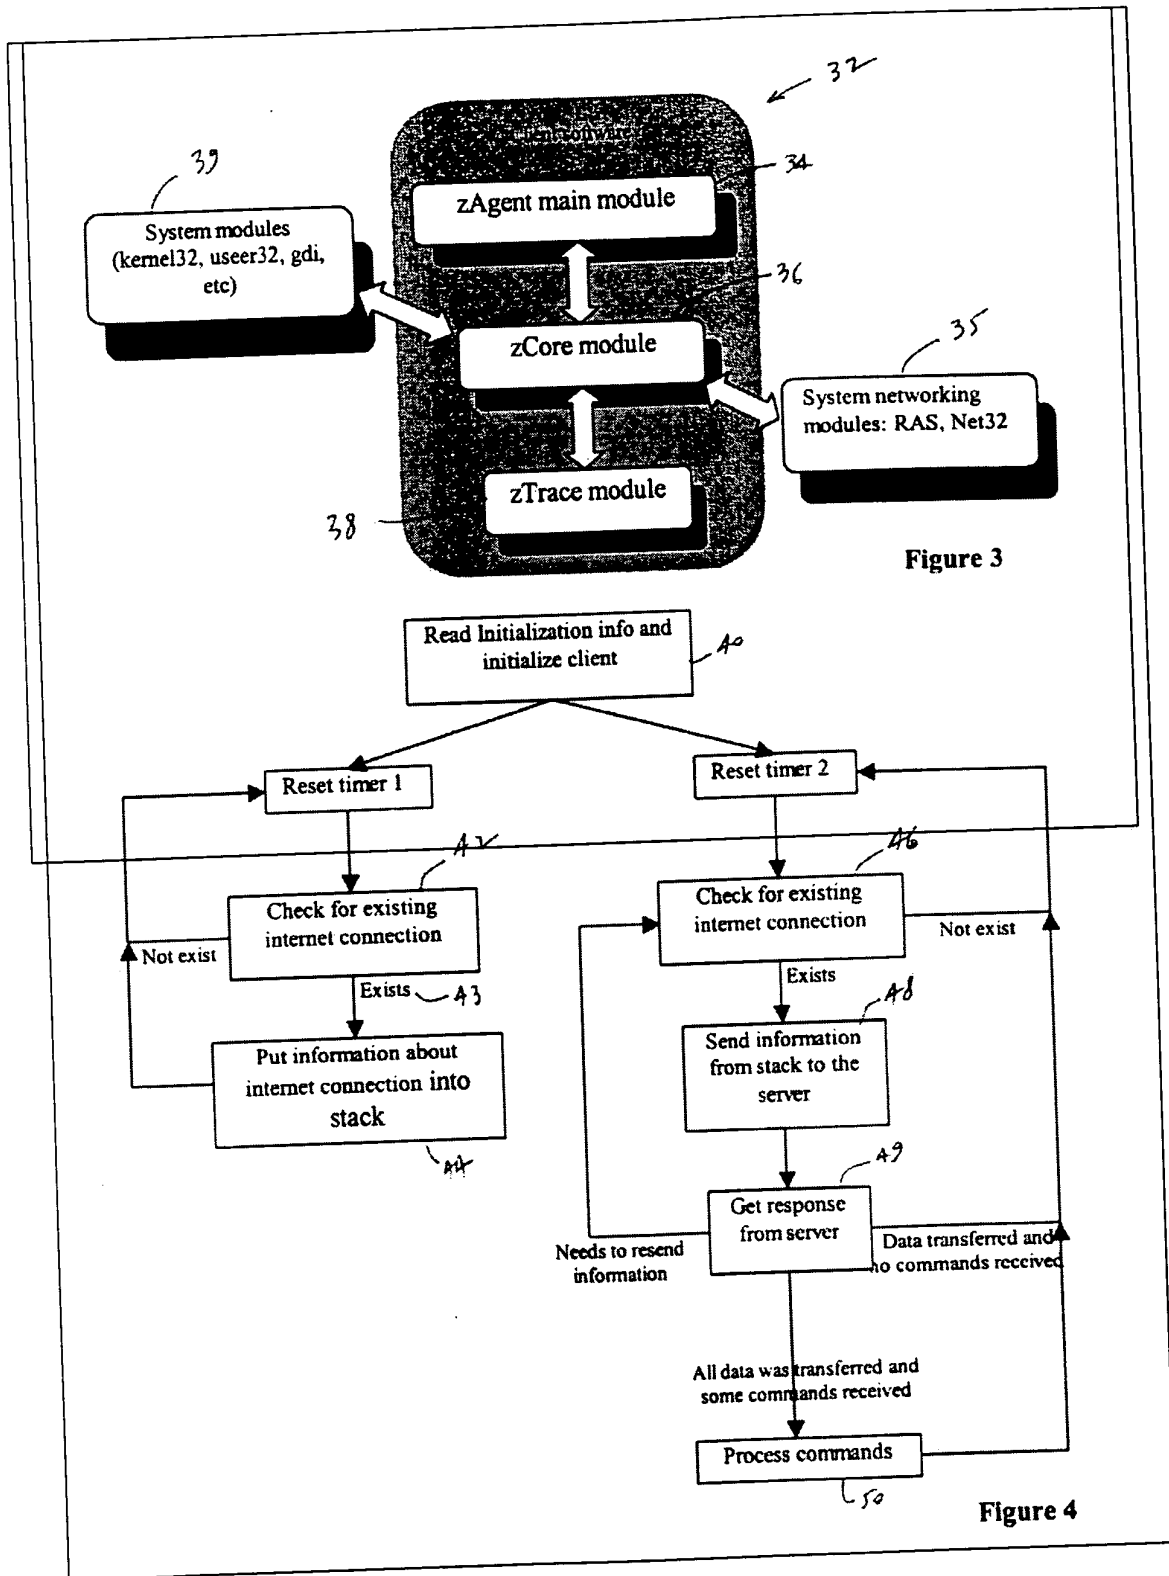 32
39
34
zAgent main module
System modules
(kernel32, useer32, gdi,
etc)
36
zCore module
35
System networking
modules: RAS, Net32
zTrace module
38
Figure 3
Read Initialization info and
initialize client
40
Reset timer 1
Reset timer 2
42
46
Check for existing
internet connection
Check for existing
internet connection
Not exist
Not exist
Exists
43
Exists
48
Put information about
internet connection into
stack
Send information
from stack to the
server
44
49
Get response
from server
Needs to resend
information
Data transferred and
no commands received
All data was transferred and
some commands received
Process commands
50
Figure 4